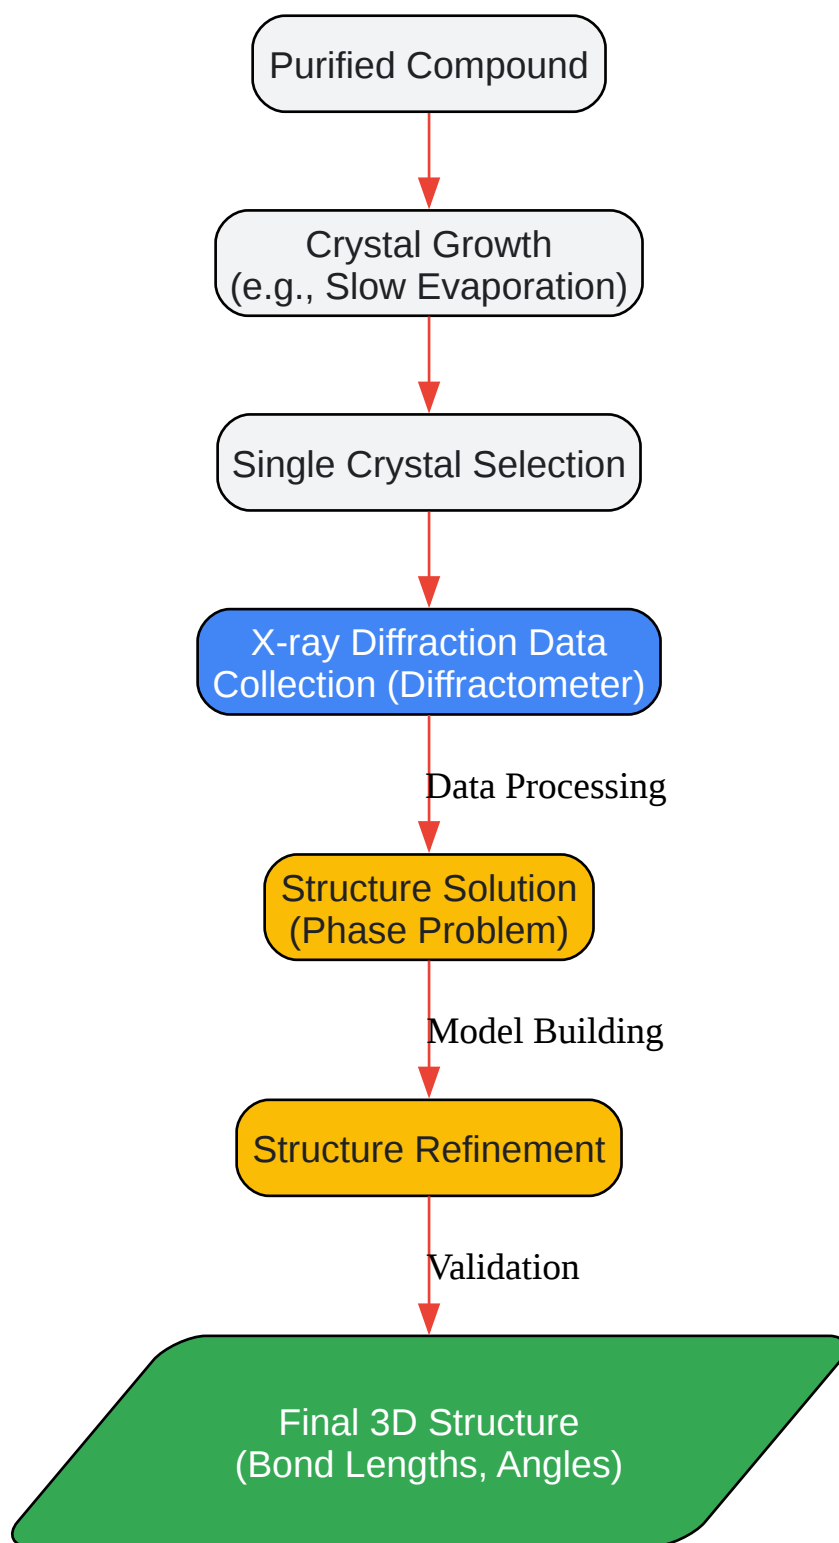 Purified Compound
Crystal Growth
(e.g., Slow Evaporation)
Single Crystal Selection
X-ray Diffraction Data
Collection (Diffractometer)
Data Processing
Structure Solution
(Phase Problem)
Model Building
Structure Refinement
Validation
Final 3D Structure
(Bond Lengths, Angles)